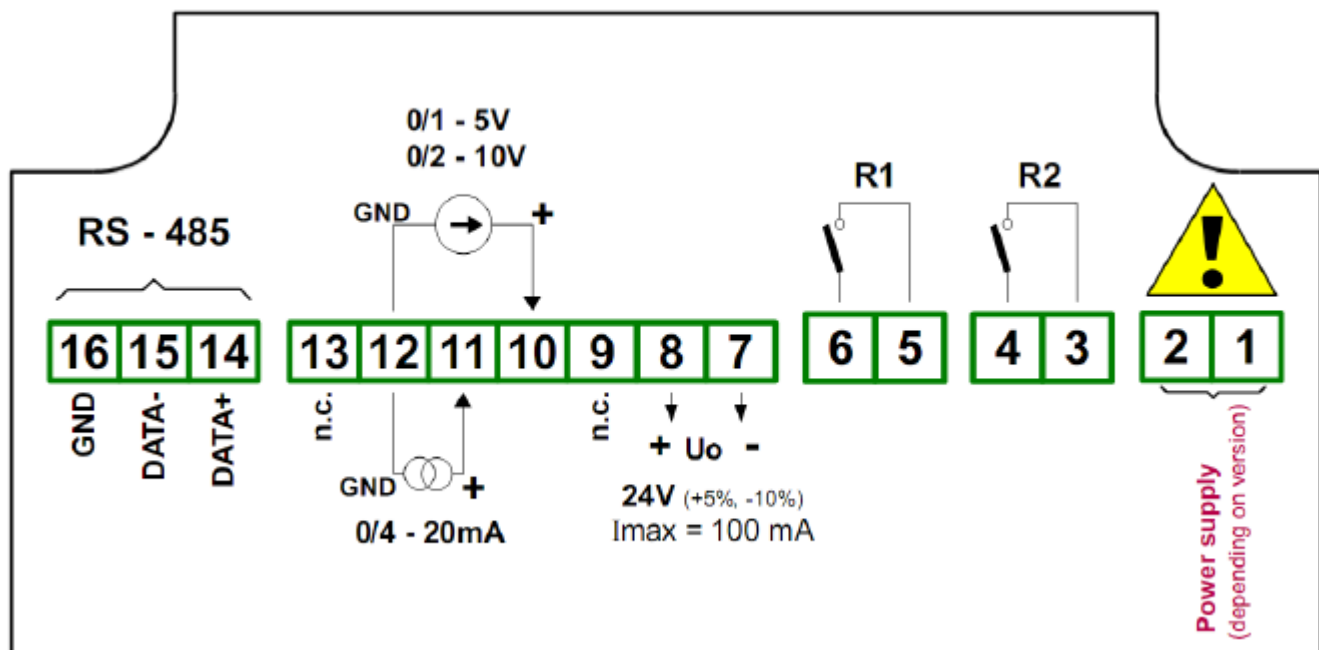 0/1 - 5V
0/2 - 10V
GND +
R1
R2
!
RS - 485
16 15 14
13 12 11 10 9 8 7
6 5
4 3
2 1
GND
DATA-
DATA+
n.c.
GND +
0/4 - 20mA
n.c.
+ Uo -
24V (+5%, -10%)
Imax = 100 mA
Power supply
(depending on version)